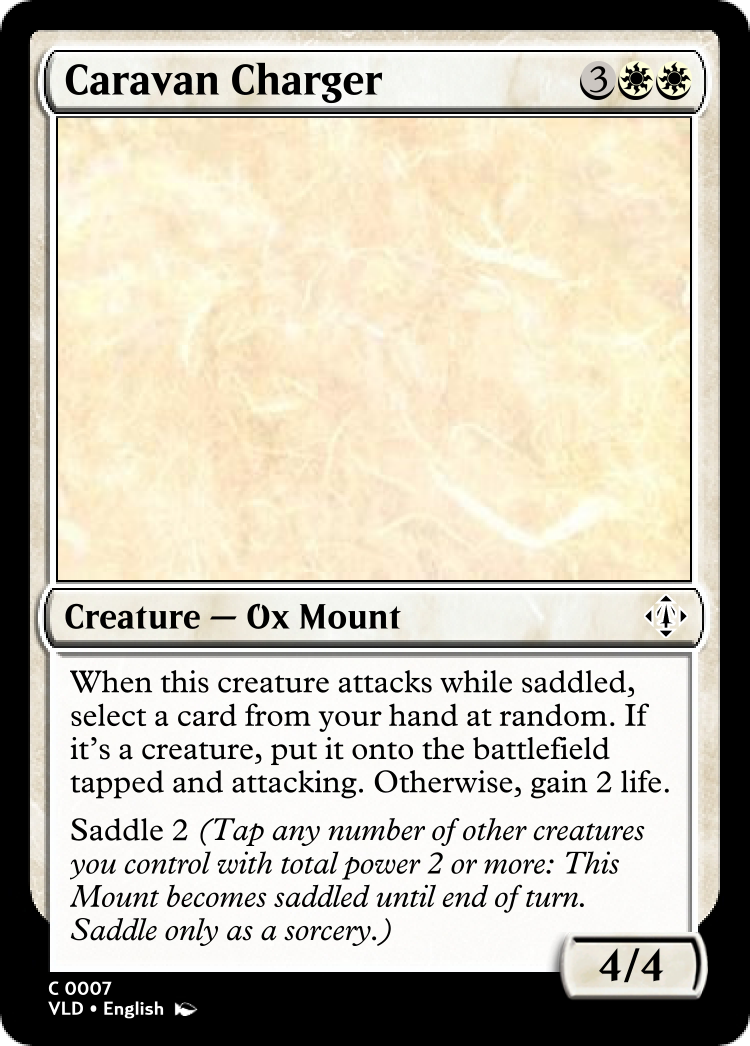 Caravan Charger 3
Creature — Ox Mount
When this creature attacks while saddled,
select a card from your hand at random. If
it's a creature, put it onto the battlefield
tapped and attacking. Otherwise, gain 2 life.
Saddle 2 (Tap any number of other creatures
you control with total power 2 or more: This
Mount becomes saddled until end of turn.
Saddle only as a sorcery.)
4/4
C 0007
VLD • English